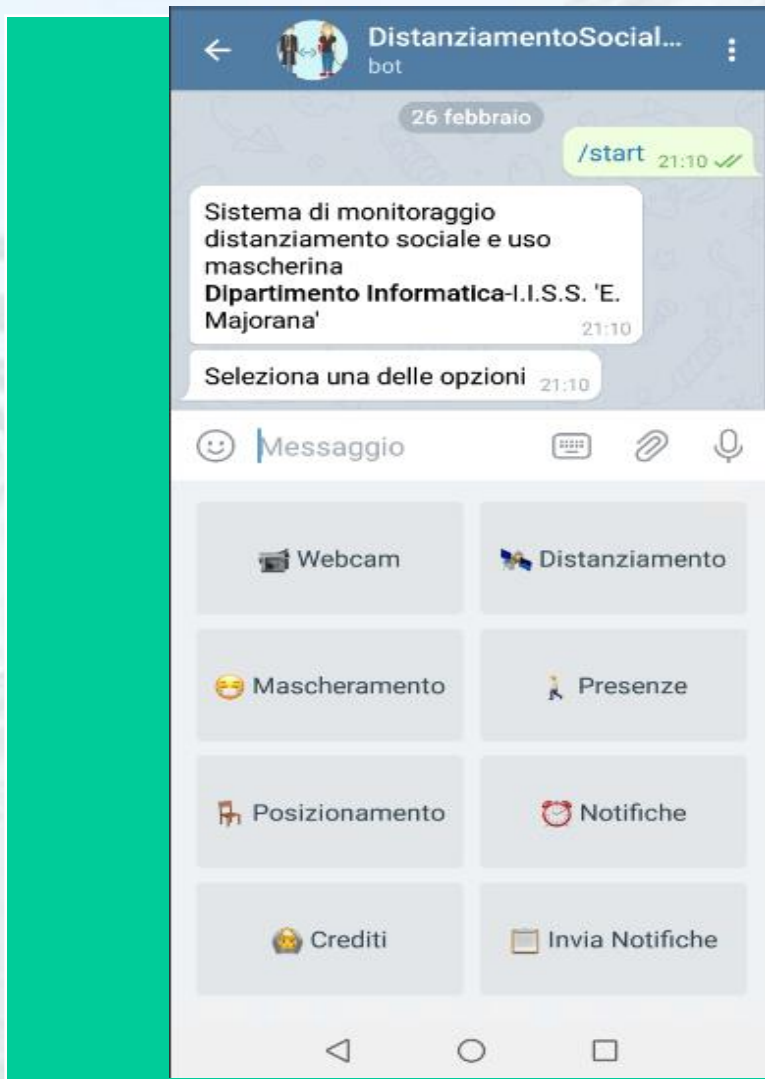 DistanziamentoSocial...
bot
26 febbraio
/start 21:10
Sistema di monitoraggio
distanziamento sociale e uso
mascherina
Dipartimento Informatica-I.I.S.S. 'E.
Majorana'
21:10
Seleziona una delle opzioni 21:10
Messaggio
Webcam
Distanziamento
Mascheramento
Presenze
Posizionamento
Notifiche
Crediti
Invia Notifiche